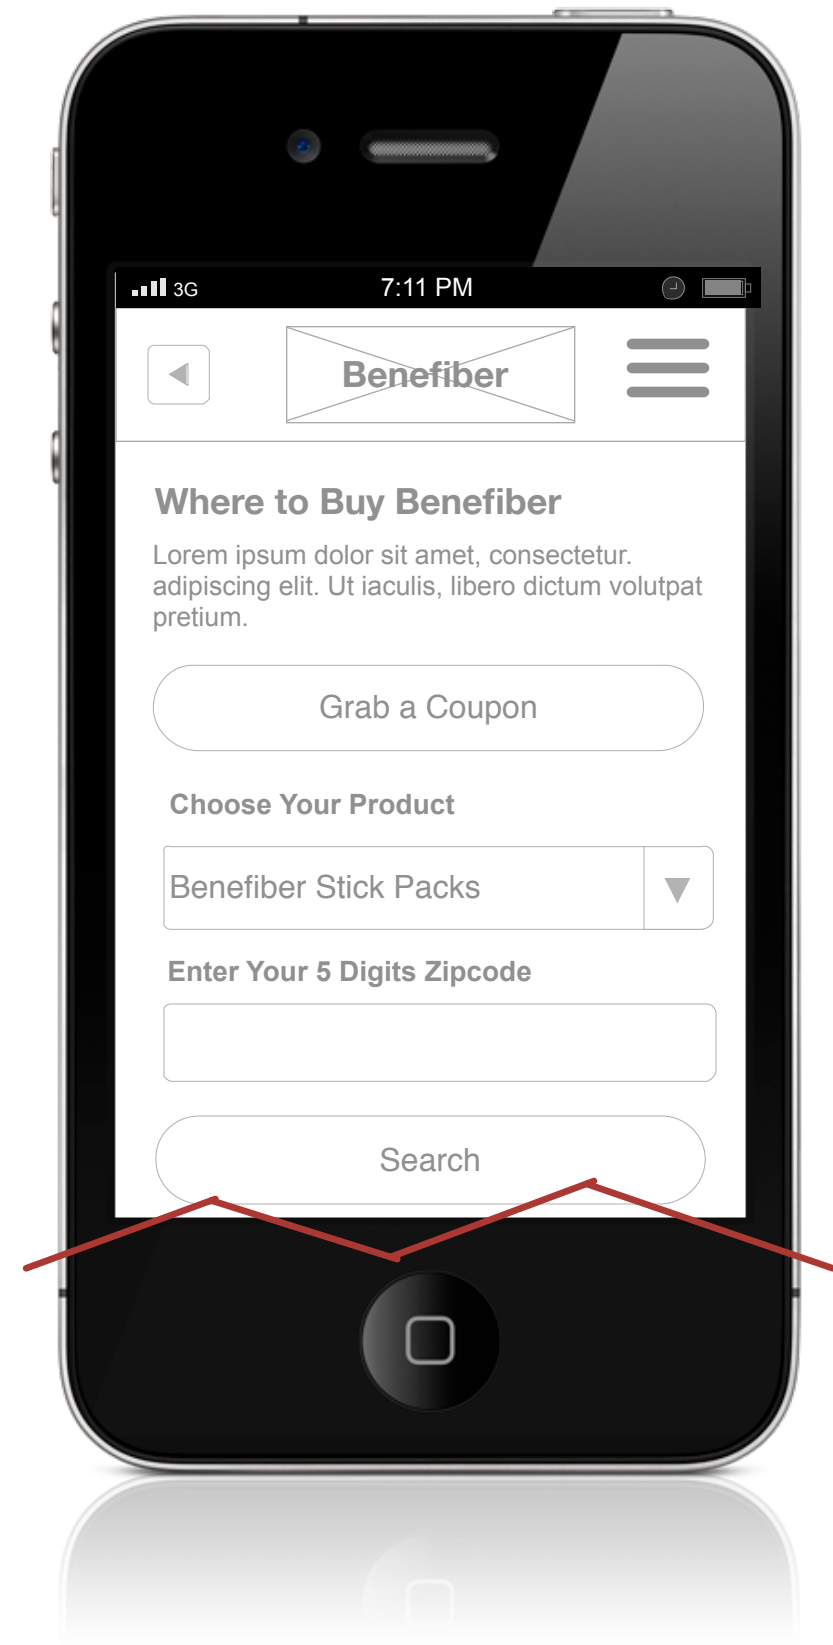 3G 7:11 PM
Benefiber
Where to Buy Benefiber
Lorem ipsum dolor sit amet, consectetur.
adipiscing elit. Ut iaculis, libero dictum volutpat
pretium.
Grab a Coupon
Choose Your Product
Benefiber Stick Packs
Enter Your 5 Digits Zipcode
Search